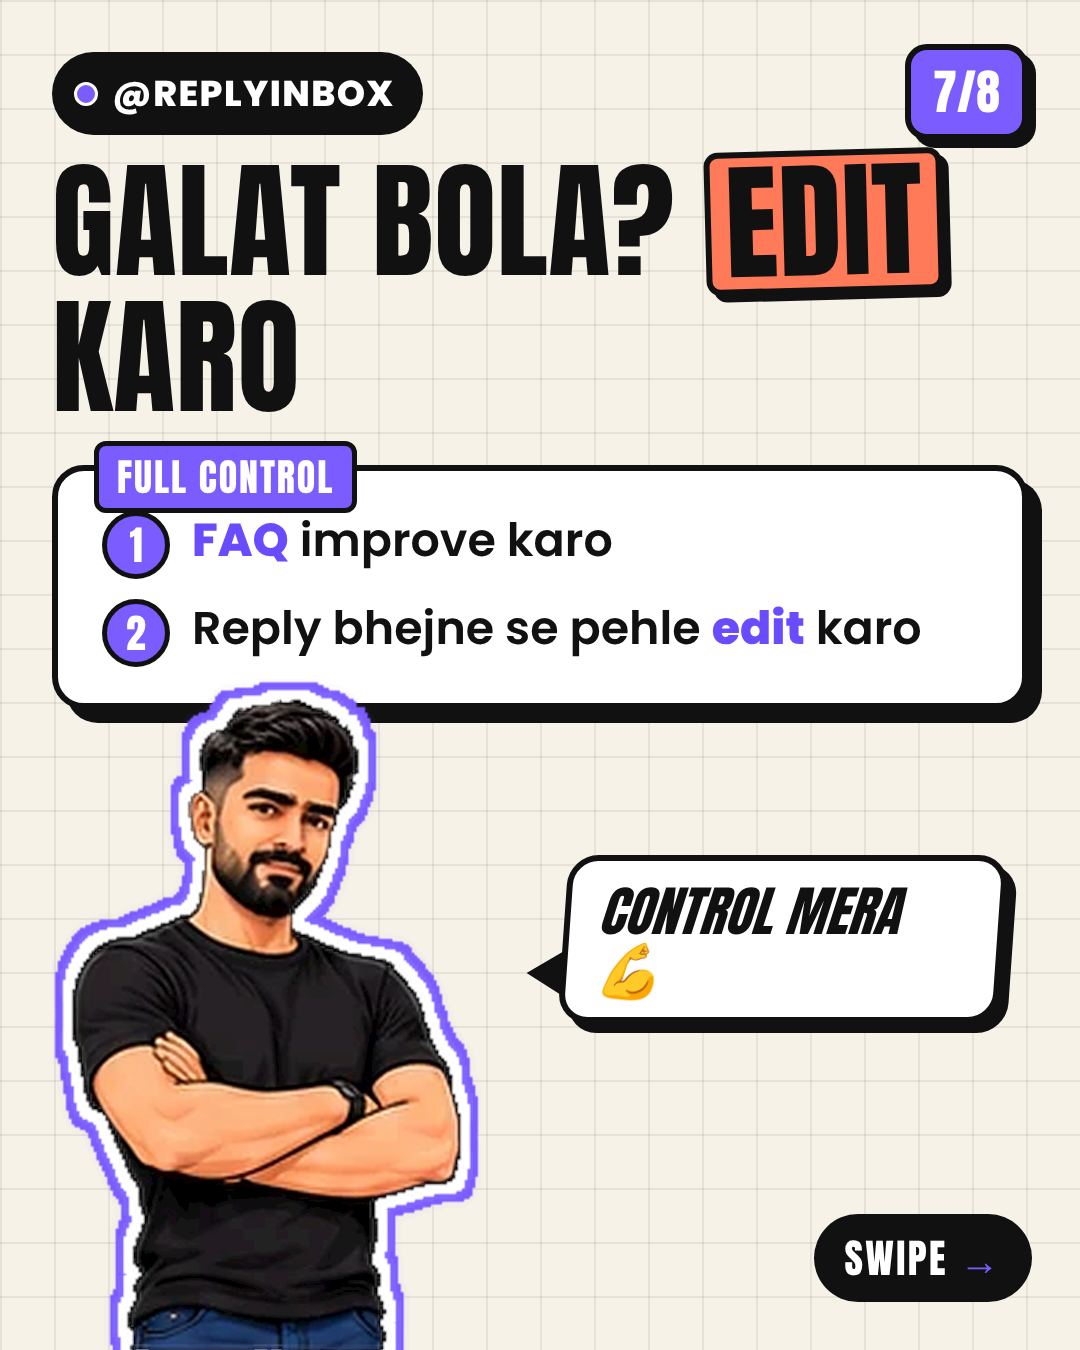 @REPLYINBOX
7/8
GALAT BOLA? EDIT
KARO
FULL CONTROL
1 FAQ improve karo
2 Reply bhejne se pehle edit karo
CONTROL MERA
💪
SWIPE →